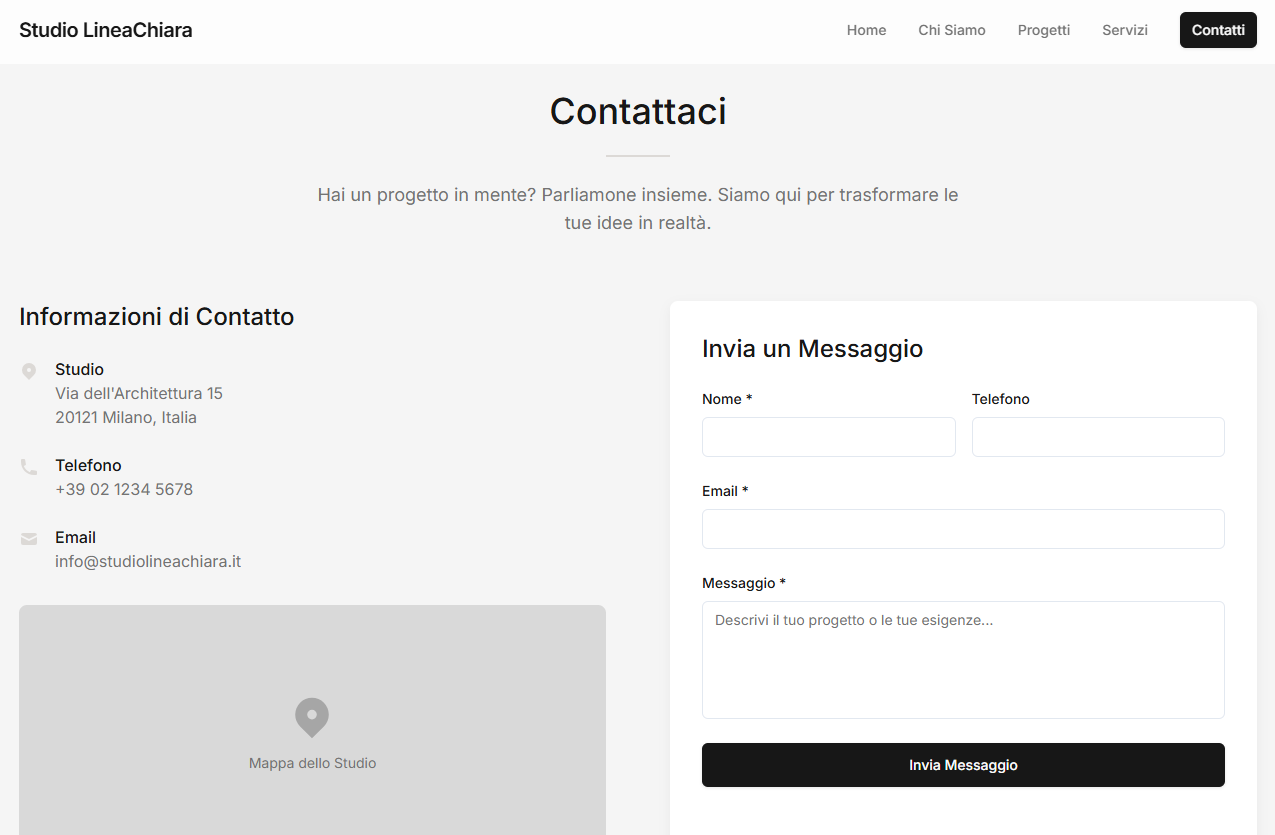 Studio LineaChiara
Home
Chi Siamo
Progetti
Servizi
Contatti
Contattaci
Hai un progetto in mente? Parliamone insieme. Siamo qui per trasformare le
tue idee in realtà.
Informazioni di Contatto
Studio
Via dell'Architettura 15
20121 Milano, Italia
Telefono
+39 02 1234 5678
Email
info@studiolineachiara.it
Mappa dello Studio
Invia un Messaggio
Nome *
Telefono
Email *
Messaggio *
Descrivi il tuo progetto o le tue esigenze...
Invia Messaggio